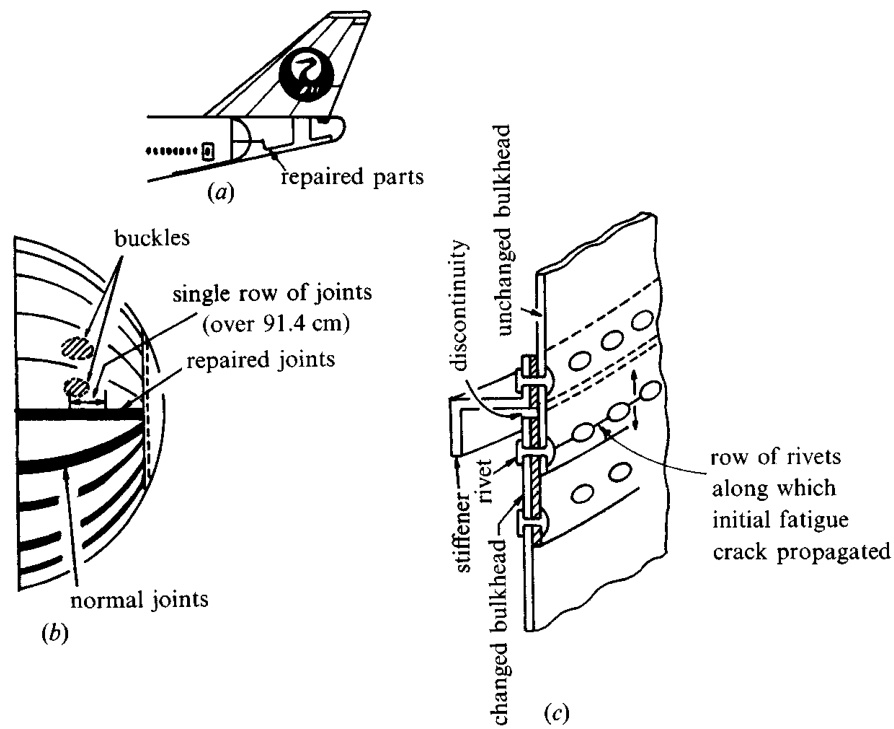 repaired parts
(a)
buckles
single row of joints
(over 91.4 cm)
repaired joints
normal joints
(b)
unchanged bulkhead
discontinuity
rivet
stiffener
changed bulkhead
row of rivets
along which
initial fatigue
crack propagated
(c)